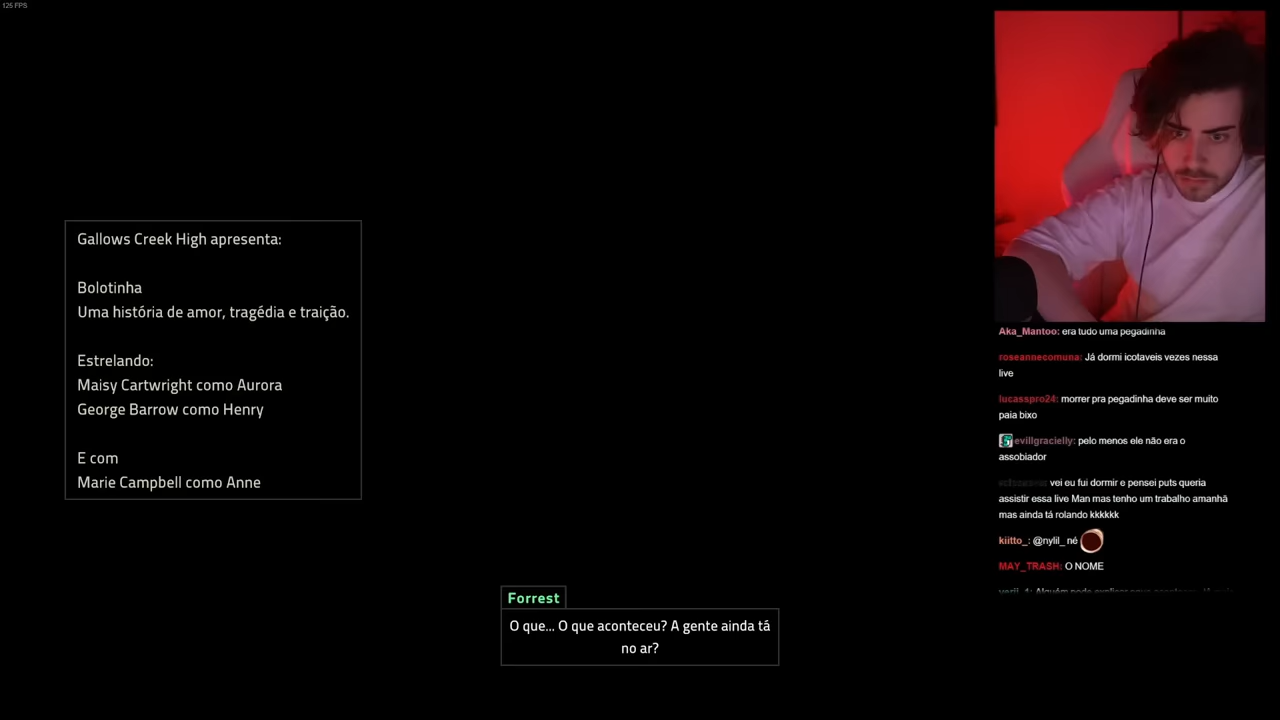 125 FPS
Gallows Creek High apresenta:
Bolotinha
Uma história de amor, tragédia e traição.
Estrelando:
Maisy Cartwright como Aurora
George Barrow como Henry
E com
Marie Campbell como Anne
Forrest
O que... O que aconteceu? A gente ainda tá
no ar?
Aka_Mantoo: era tudo uma pegadinha
roseannecomuna: Já dormi icotaveis vezes nessa
live
lucasspro24: morrer pra pegadinha deve ser muito
paia bixo
evillgracielly: pelo menos ele não era o
assobiador
vei eu fui dormir e pensei puts queria
assistir essa live Man mas tenho um trabalho amanhã
mas ainda tá rolando kkkkkk
kiitto_: @nylil_ né
MAY_TRASH: O NOME